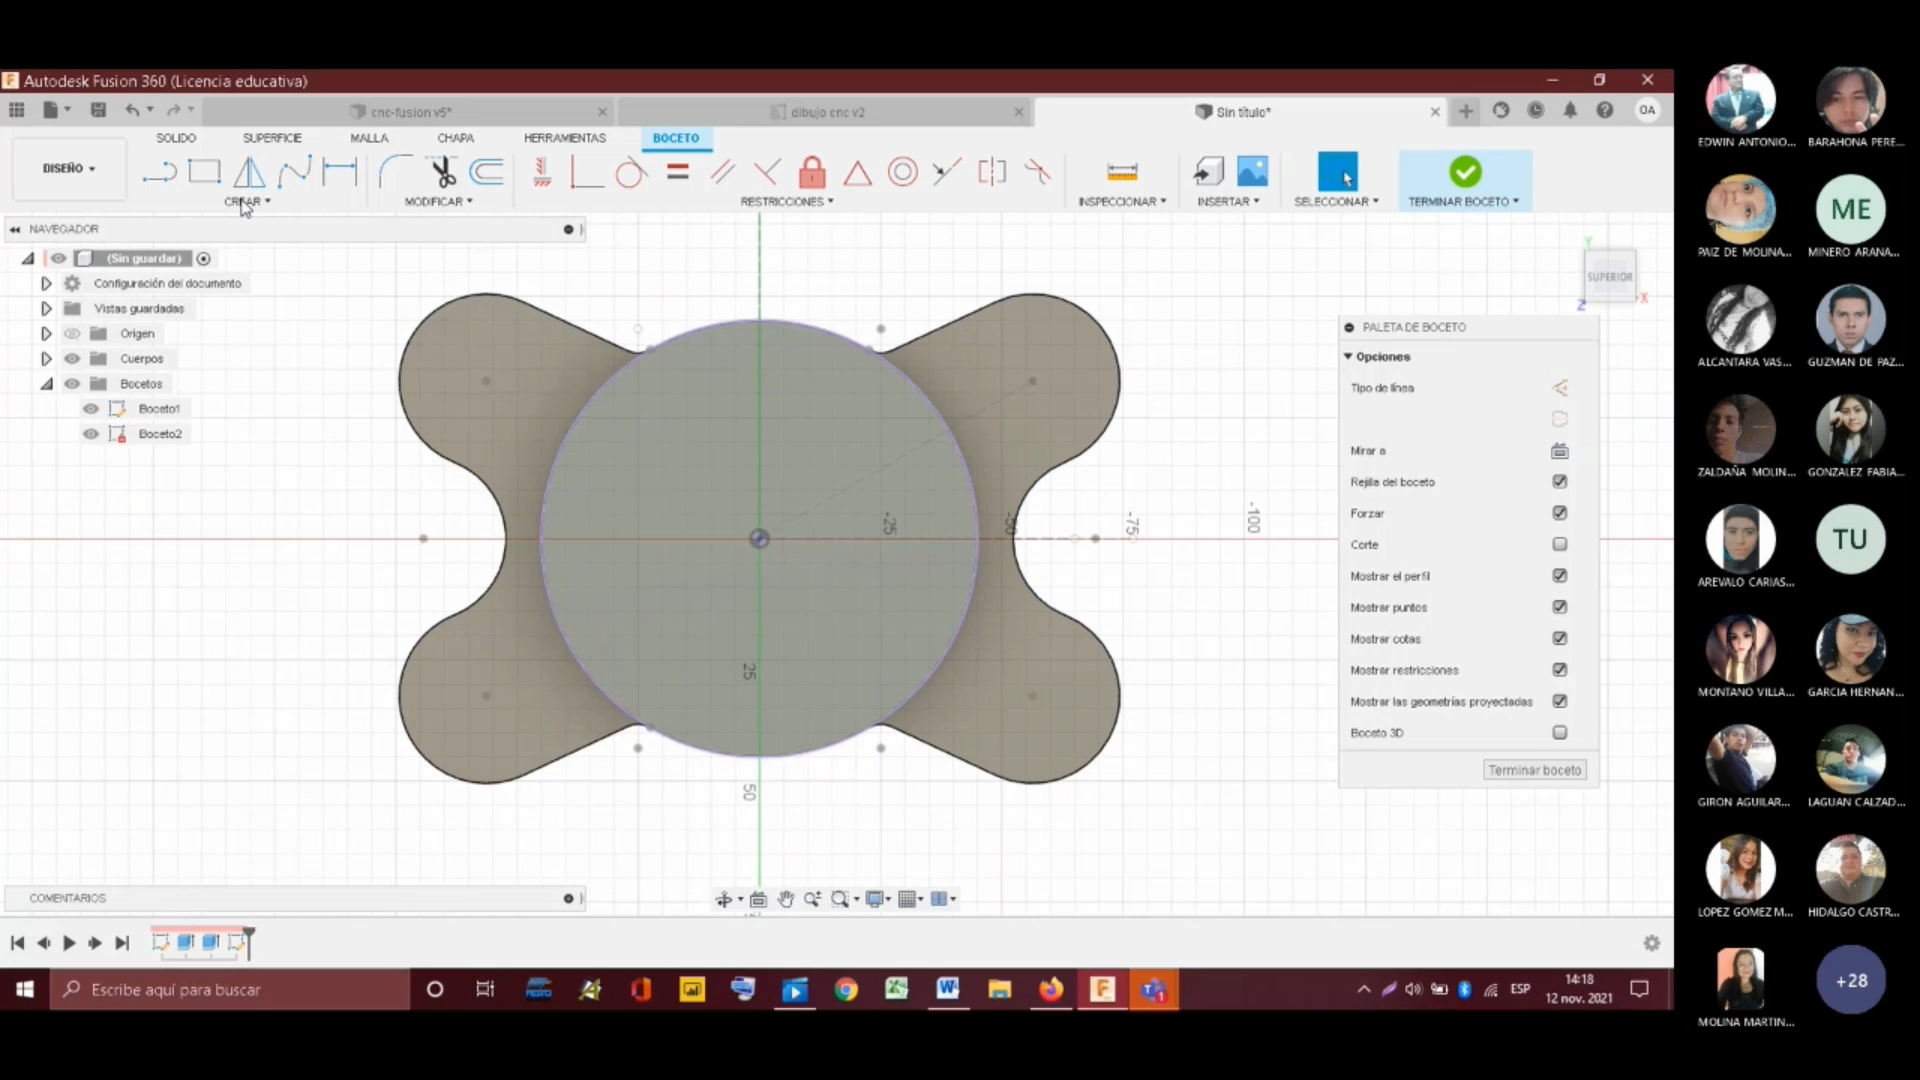 Autodesk Fusion 360 (Licencia educativa)
cnc-fusion v5*
dibujo cnc v2
Sin título*
OA
SOLIDO
SUPERFICIE
MALLA
CHAPA
HERRAMIENTAS
BOCETO
DISEÑO
CREAR
MODIFICAR
RESTRICCIONES
INSPECCIONAR
INSERTAR
SELECCIONAR
TERMINAR BOCETO
NAVEGADOR
(Sin guardar)
Configuración del documento
Vistas guardadas
Origen
Cuerpos
Bocetos
Boceto1
Boceto2
-25
-50
-75
-100
25
50
Y
SUPERIOR
Z
X
PALETA DE BOCETO
Opciones
Tipo de línea
Mirar a
Rejilla del boceto
Forzar
Corte
Mostrar el perfil
Mostrar puntos
Mostrar cotas
Mostrar restricciones
Mostrar las geometrías proyectadas
Boceto 3D
Terminar boceto
COMENTARIOS
Escribe aquí para buscar
FESTO
ESP
14:18
12 nov. 2021
EDWIN ANTONIO...
BARAHONA PERE...
PAIZ DE MOLINA...
ME
MINERO ARANA...
ALCANTARA VAS...
GUZMAN DE PAZ...
ZALDAÑA MOLIN...
GONZALEZ FABIA...
AREVALO CARIAS...
TU
MONTANO VILLA...
GARCIA HERNAN...
GIRON AGUILAR...
LAGUAN CALZAD...
LOPEZ GOMEZ M...
HIDALGO CASTR...
MOLINA MARTIN...
+28